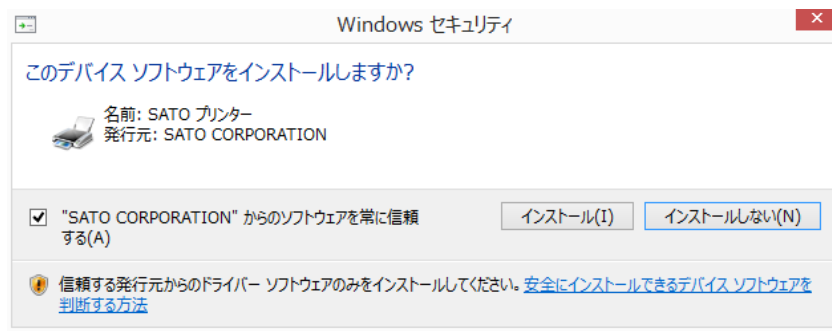 Windows セキュリティ
このデバイス ソフトウェアをインストールしますか?
名前: SATO プリンター
発行元: SATO CORPORATION
"SATO CORPORATION" からのソフトウェアを常に信頼
する(A)
インストール(I)
インストールしない(N)
信頼する発行元からのドライバー ソフトウェアのみをインストールしてください。安全にインストールできるデバイス ソフトウェアを
判断する方法